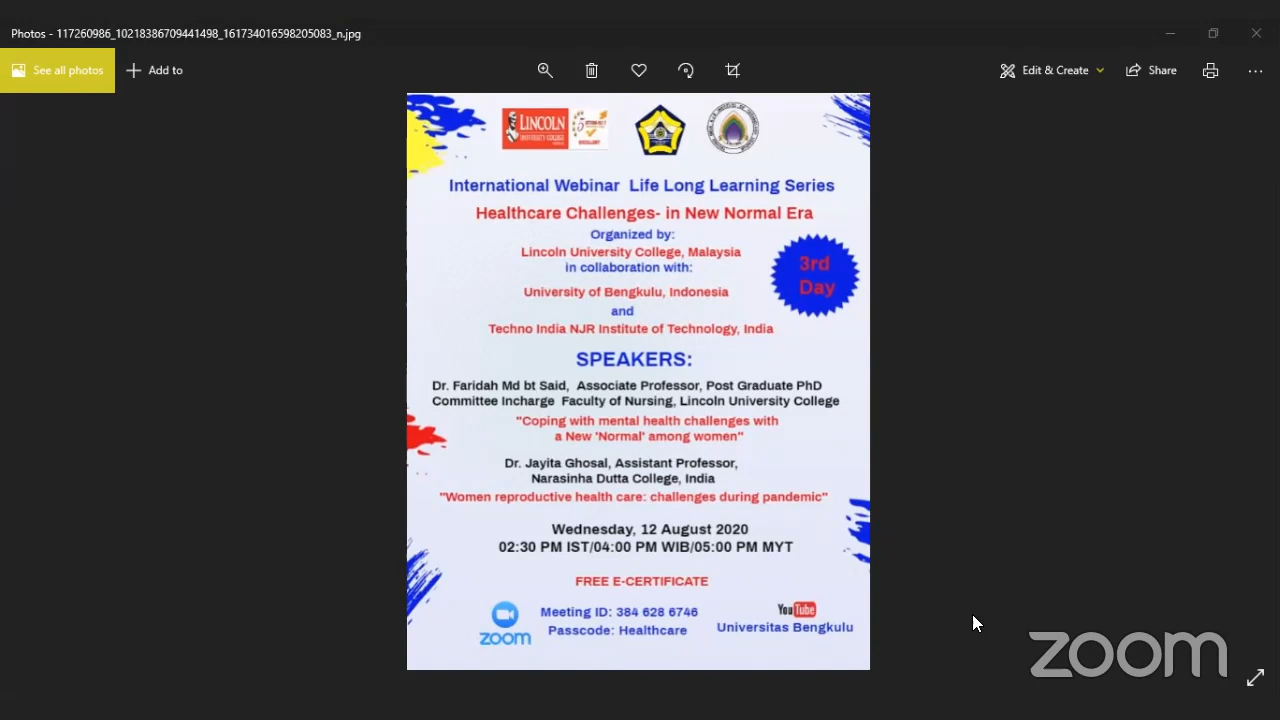 Photos - 117260986_10218386709441498_161734016598205083_n.jpg
See all photos
Add to
Edit & Create
Share
LINCOLN
UNIVERSITY COLLEGE
5
EXCELLENT
International Webinar Life Long Learning Series
Healthcare Challenges- in New Normal Era
Organized by:
Lincoln University College, Malaysia
in collaboration with:
3rd
Day
University of Bengkulu, Indonesia
and
Techno India NJR Institute of Technology, India
SPEAKERS:
Dr. Faridah Md bt Said, Associate Professor, Post Graduate PhD
Committee Incharge Faculty of Nursing, Lincoln University College
"Coping with mental health challenges with
a New 'Normal' among women"
Dr. Jayita Ghosal, Assistant Professor,
Narasinha Dutta College, India
"Women reproductive health care: challenges during pandemic"
Wednesday, 12 August 2020
02:30 PM IST/04:00 PM WIB/05:00 PM MYT
FREE E-CERTIFICATE
zoom
Meeting ID: 384 628 6746
Passcode: Healthcare
YouTube
Universitas Bengkulu
zoom